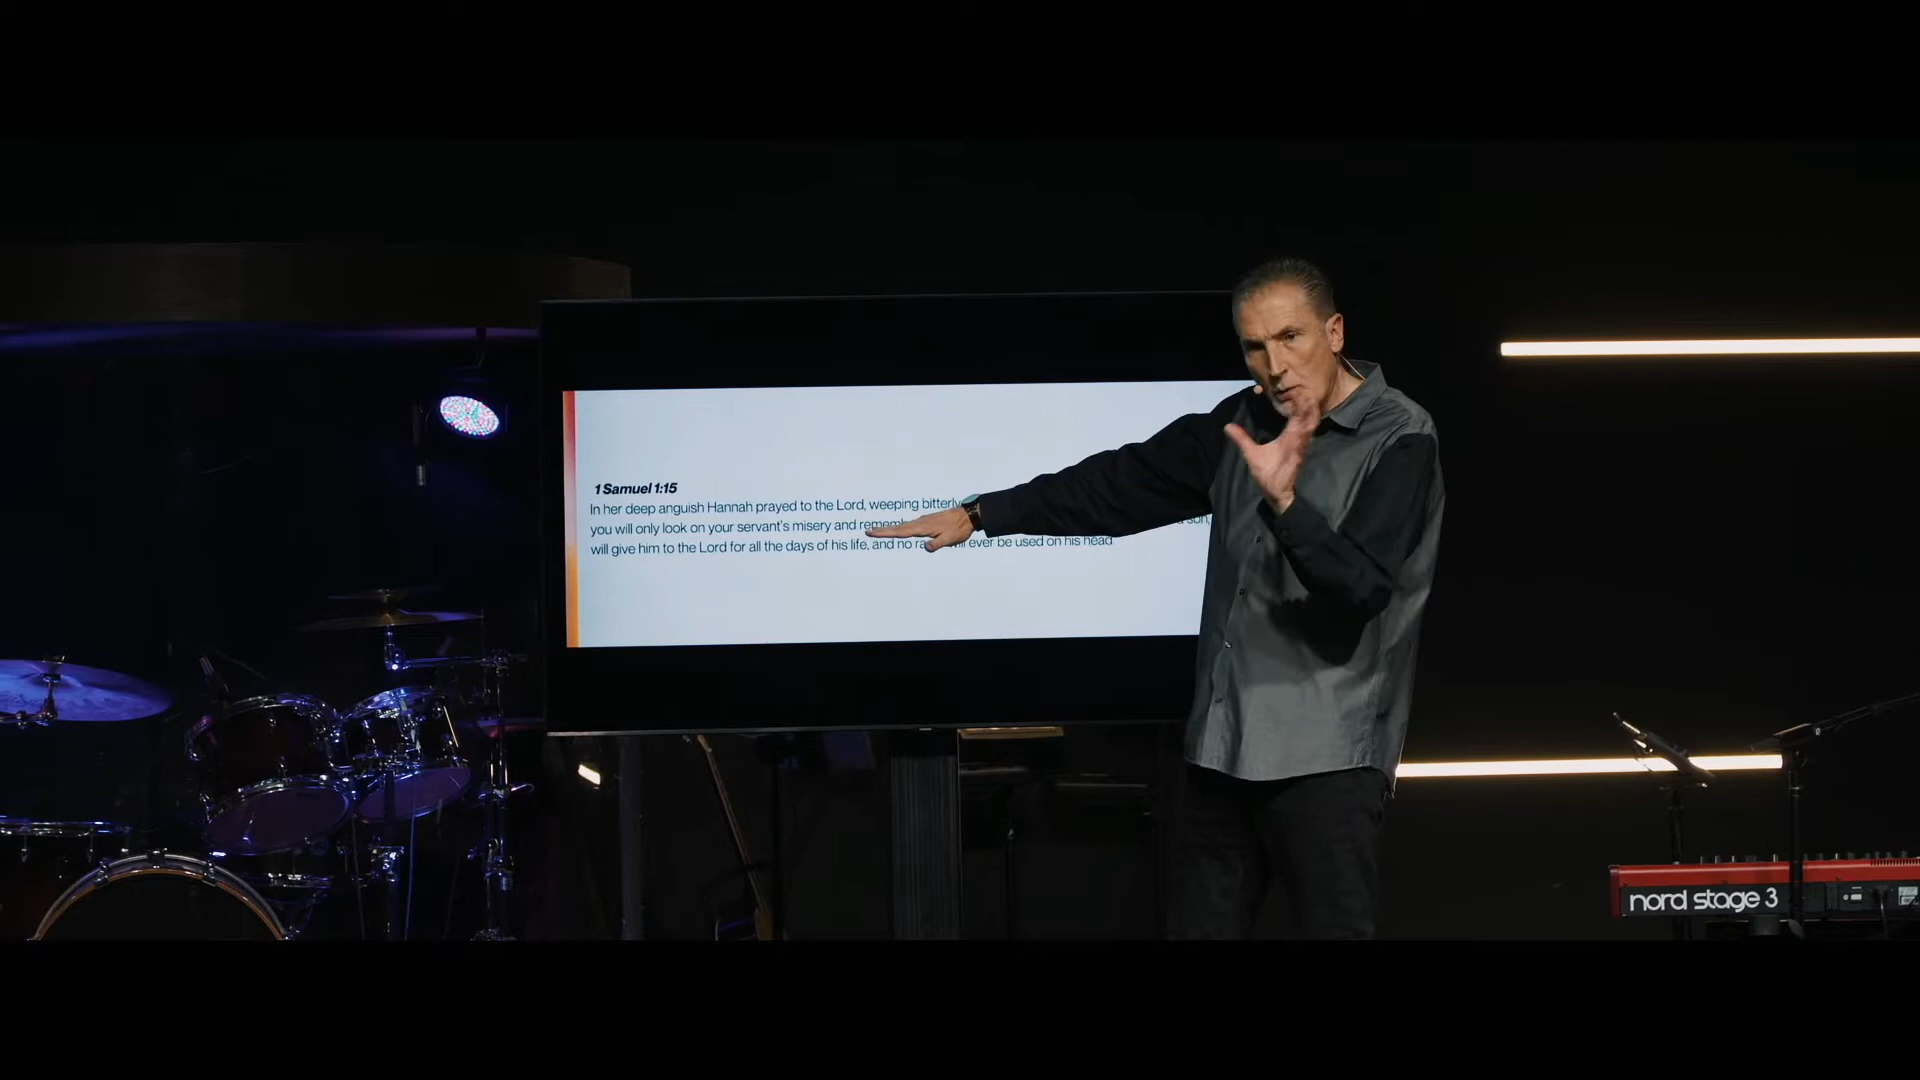 1 Samuel 1:15
In her deep anguish Hannah prayed to the Lord, weeping bitterly
you will only look on your servant's misery and son,
will give him to the Lord for all the days of his life, and no will ever be used on his head.
nord stage 3